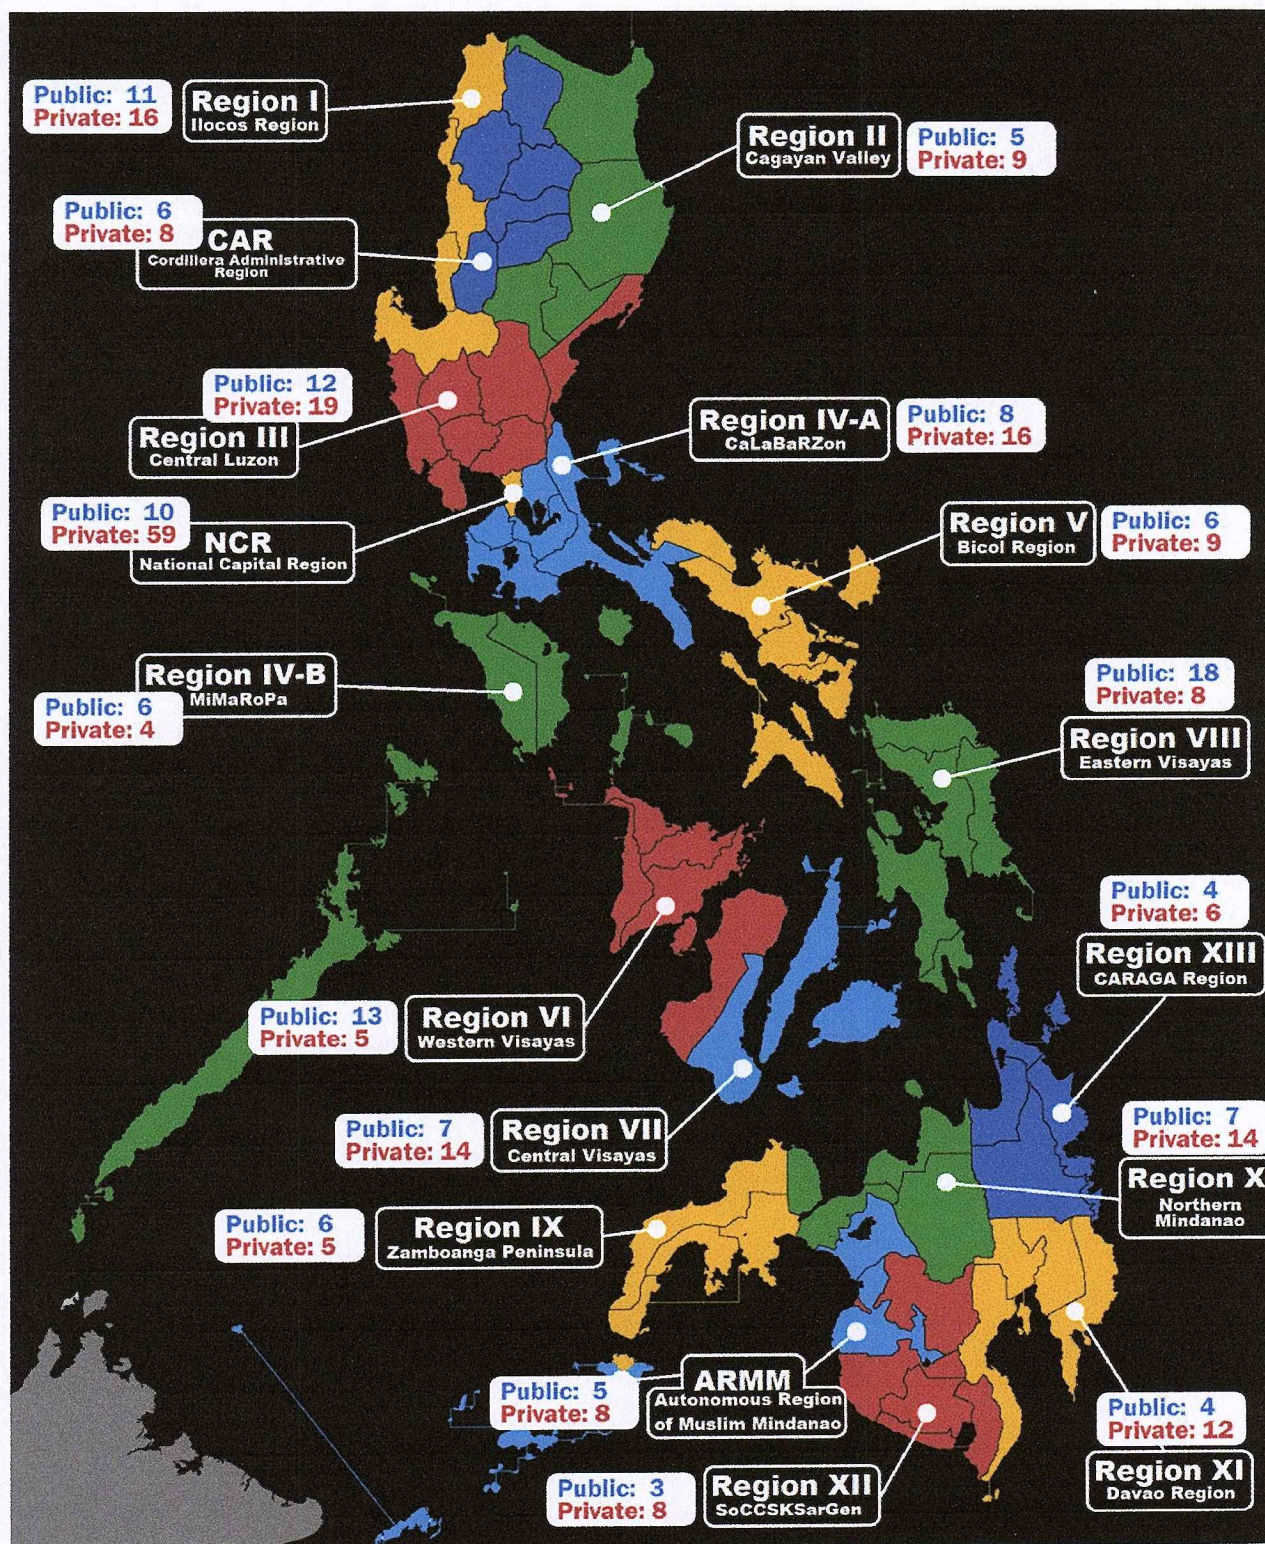 Public: 11
Private: 16
Region I
Ilocos Region
Region II
Cagayan Valley
Public: 5
Private: 9
Public: 6
Private: 8
CAR
Cordillera Administrative
Region
Public: 12
Private: 19
Region III
Central Luzon
Region IV-A
CaLaBaRZon
Public: 8
Private: 16
Public: 10
Private: 59
NCR
National Capital Region
Region V
Bicol Region
Public: 6
Private: 9
Region IV-B
MiMaRoPa
Public: 6
Private: 4
Public: 18
Private: 8
Region VIII
Eastern Visayas
Public: 4
Private: 6
Region XIII
CARAGA Region
Public: 13
Private: 5
Region VI
Western Visayas
Public: 7
Private: 14
Region VII
Central Visayas
Public: 7
Private: 14
Region X
Northern
Mindanao
Public: 6
Private: 5
Region IX
Zamboanga Peninsula
Public: 5
Private: 8
ARMM
Autonomous Region
of Muslim Mindanao
Public: 4
Private: 12
Region XI
Davao Region
Public: 3
Private: 8
Region XII
SoCCSKSarGen